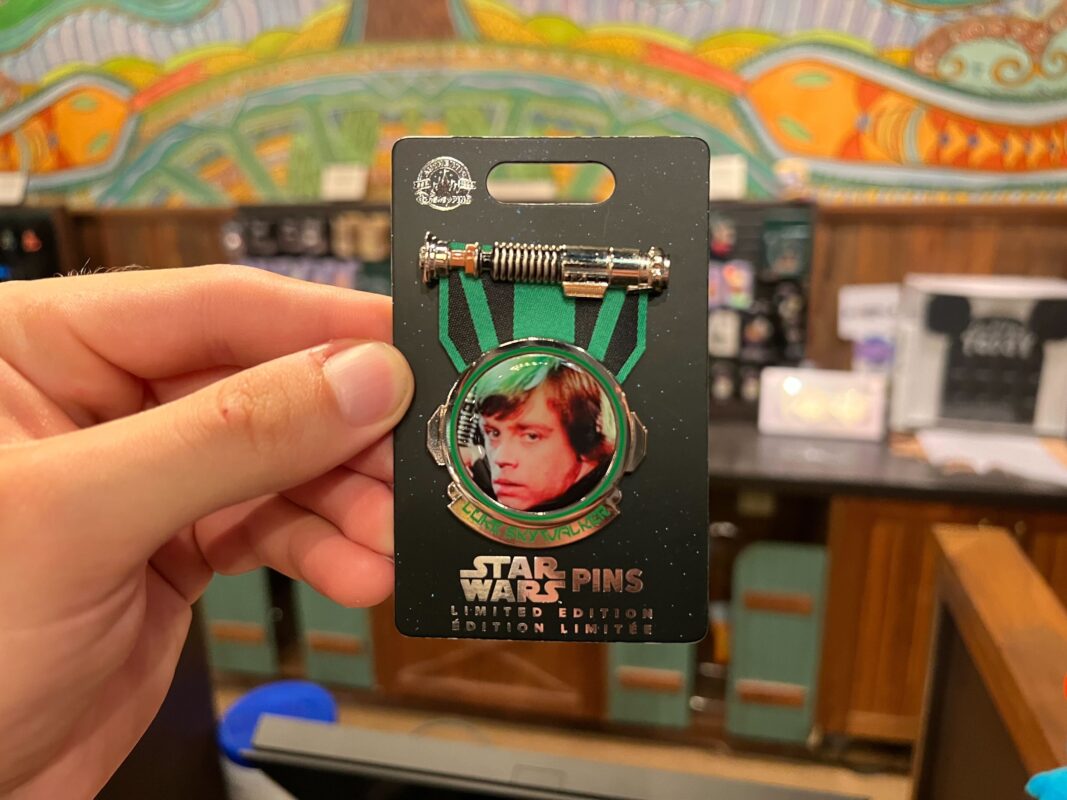 LUKE SKYWALKER
STAR WARS PINS
LIMITED EDITION
ÉDITION LIMITÉE